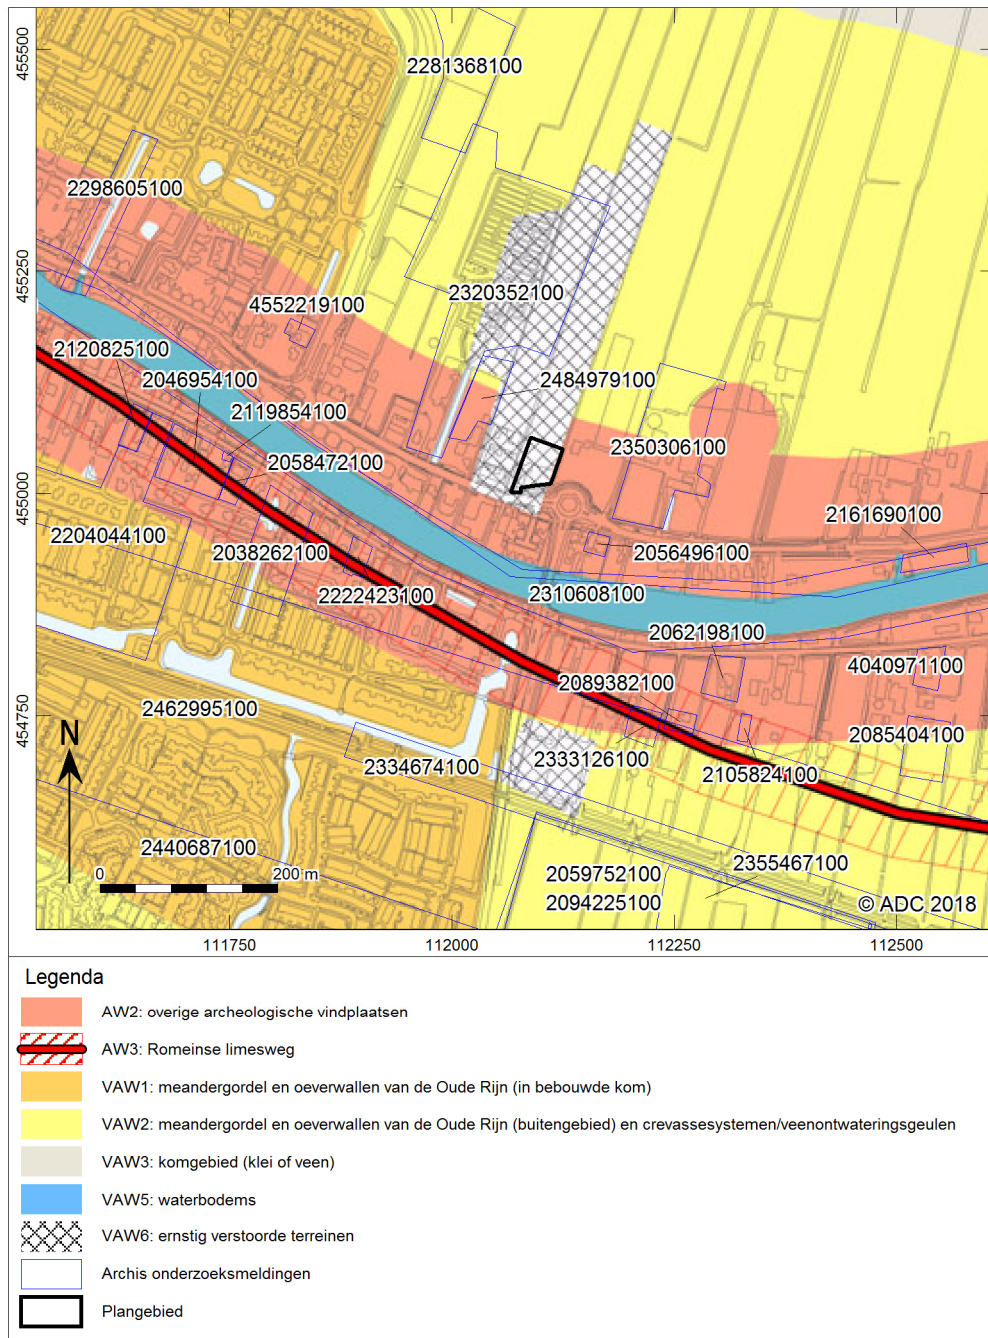 455500
2281368100
2298605100
455250
2320352100
4552219100
2120825100
2046954100
2484979100
2119854100
2350306100
2058472100
455000
2161690100
2204044100
2038262100
2056496100
2222423100
2310608100
2062198100
4040971100
2089382100
2462995100
454750
N
2085404100
2333126100
2334674100
2105824100
2440687100
2355467100
0
200 m
2059752100
2094225100
© ADC 2018
111750
112000
112250
112500
Legenda
AW2: overige archeologische vindplaatsen
AW3: Romeinse limesweg
VAW1: meandergordel en oeverwallen van de Oude Rijn (in bebouwde kom)
VAW2: meandergordel en oeverwallen van de Oude Rijn (buitengebied) en crevassesystemen/veenontwateringsgeulen
VAW3: komgebied (klei of veen)
VAW5: waterbodems
VAW6: ernstig verstoorde terreinen
Archis onderzoeksmeldingen
Plangebied